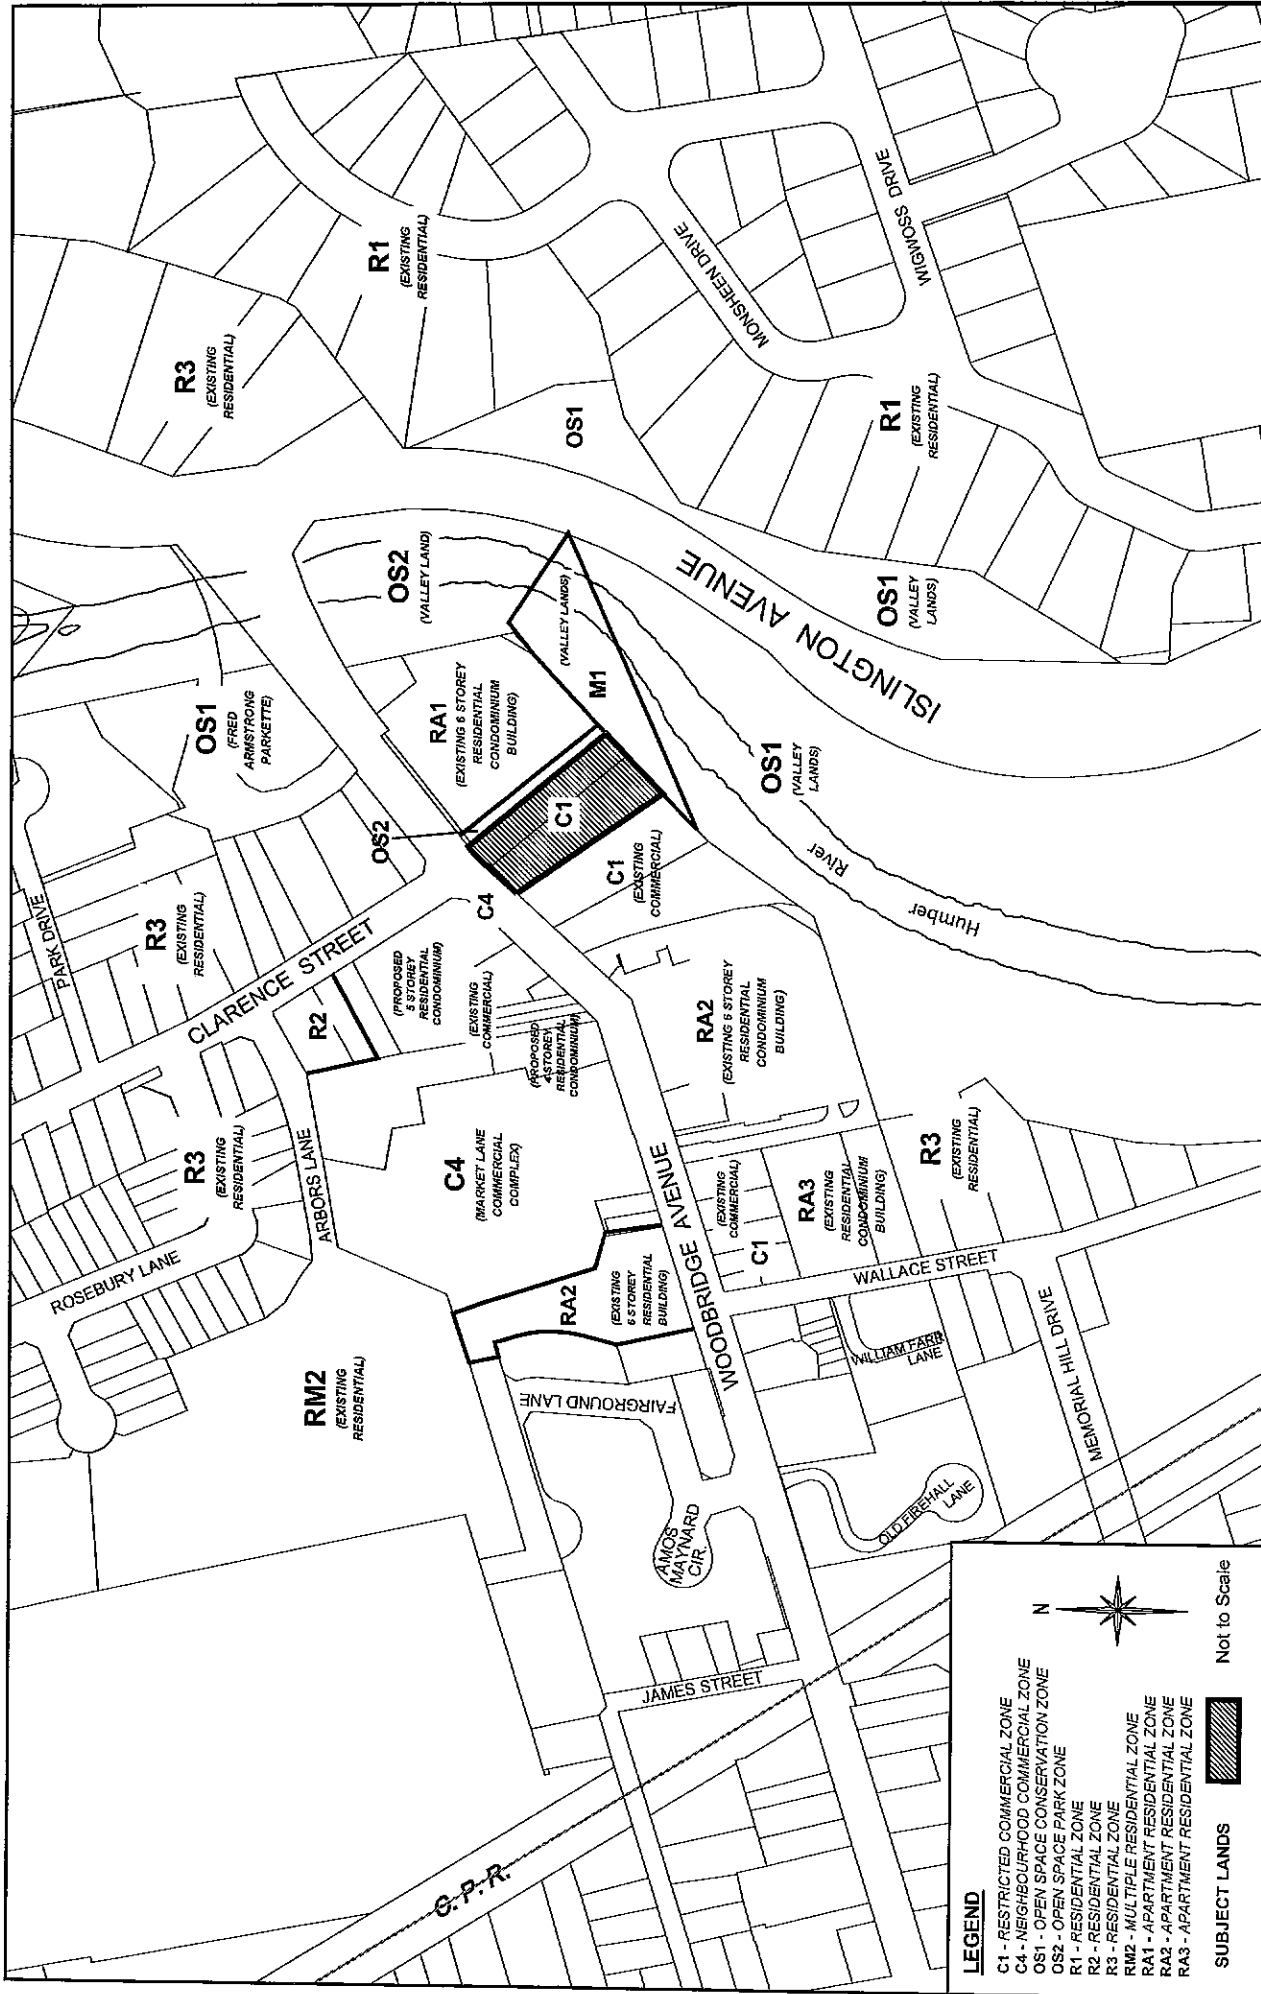 R1
(EXISTING
RESIDENTIAL)
R3
(EXISTING
RESIDENTIAL)
MONSHEEN DRIVE
WIGWOSS DRIVE
OS1
R1
(EXISTING
RESIDENTIAL)
OS2
(VALLEY LAND)
(VALLEY LANDS)
M1
ISLINGTON AVENUE
OS1
(VALLEY
LANDS)
OS1
(FRED
ARMSTRONG
PARKETTE)
RA1
(EXISTING 6 STOREY
RESIDENTIAL
CONDOMINIUM
BUILDING)
OS2
C1
OS1
(VALLEY
LANDS)
C1
(EXISTING
COMMERCIAL)
River
Humber
PARK DRIVE
R3
(EXISTING
RESIDENTIAL)
CLARENCE STREET
C4
(PROPOSED
5 STOREY
RESIDENTIAL
CONDOMINIUM)
(EXISTING
COMMERCIAL)
(PROPOSED
4 STOREY
RESIDENTIAL
CONDOMINIUM)
R2
RA2
(EXISTING 6 STOREY
RESIDENTIAL
CONDOMINIUM
BUILDING)
R3
(EXISTING
RESIDENTIAL)
ARBORS LANE
C4
(MARKET LANE
COMMERCIAL
COMPLEX)
WOODBRIDGE AVENUE
(EXISTING
COMMERCIAL)
C1
RA3
(EXISTING
RESIDENTIAL
CONDOMINIUM
BUILDING)
R3
(EXISTING
RESIDENTIAL)
ROSEBURY LANE
RA2
(EXISTING
6 STOREY
RESIDENTIAL
BUILDING)
WALLACE STREET
WILLIAM FARR
LANE
MEMORIAL HILL DRIVE
RM2
(EXISTING
RESIDENTIAL)
FAIRGROUND LANE
AMOS
MAYNARD
CIR.
OLD FIREHALL
LANE
JAMES STREET
C.P.R.
LEGEND
C1 - RESTRICTED COMMERCIAL ZONE
C4 - NEIGHBOURHOOD COMMERCIAL ZONE
OS1 - OPEN SPACE CONSERVATION ZONE
OS2 - OPEN SPACE PARK ZONE
R1 - RESIDENTIAL ZONE
R2 - RESIDENTIAL ZONE
R3 - RESIDENTIAL ZONE
RM2 - MULTIPLE RESIDENTIAL ZONE
RA1 - APARTMENT RESIDENTIAL ZONE
RA2 - APARTMENT RESIDENTIAL ZONE
RA3 - APARTMENT RESIDENTIAL ZONE
N
SUBJECT LANDS
Not to Scale